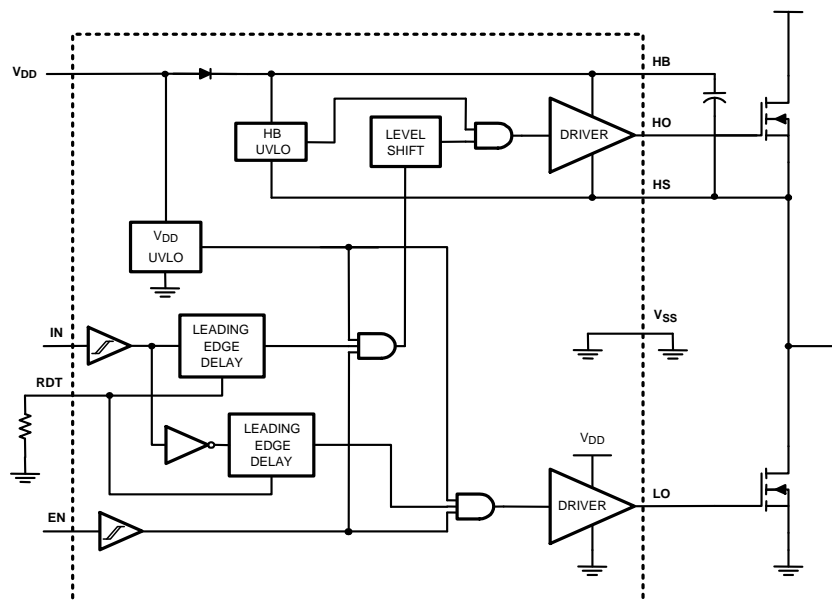 VDD
HB
HB
UVLO
LEVEL
SHIFT
DRIVER
HO
HS
VDD
UVLO
VSS
IN
LEADING
EDGE
DELAY
RDT
LEADING
EDGE
DELAY
VDD
DRIVER
LO
EN